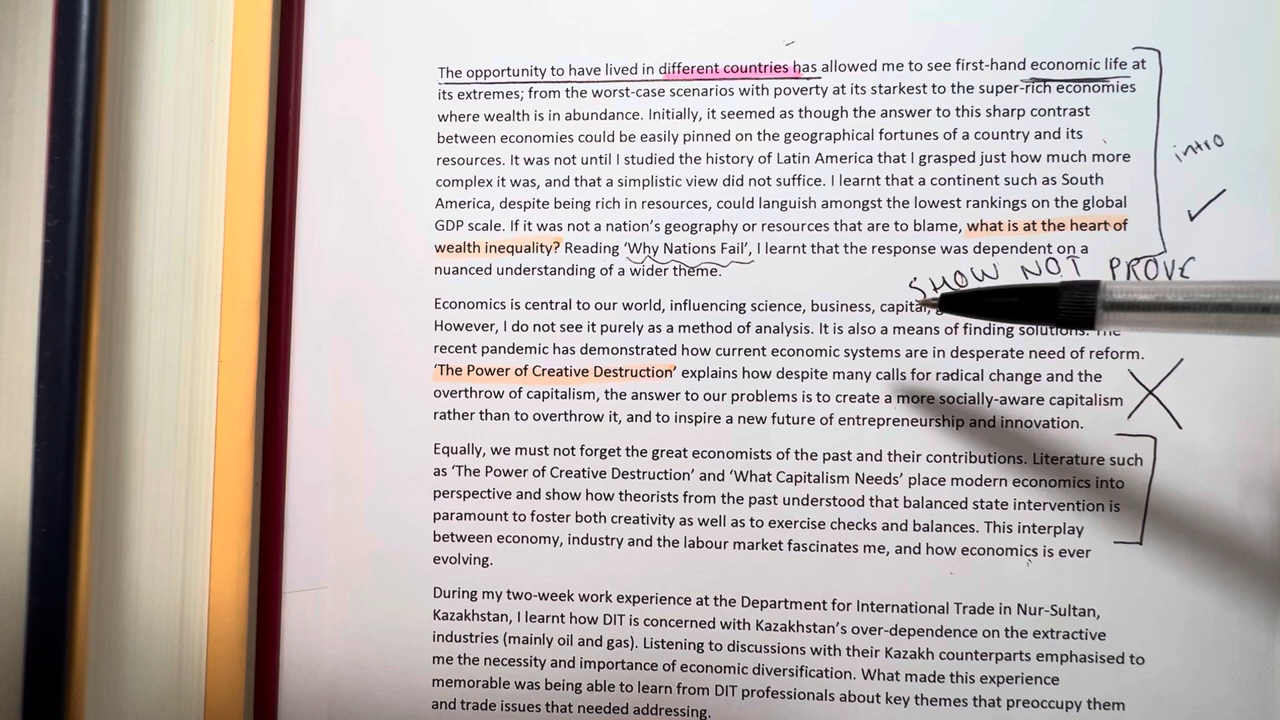 The opportunity to have lived in different countries has allowed me to see first-hand economic life at
its extremes; from the worst-case scenarios with poverty at its starkest to the super-rich economies
where wealth is in abundance. Initially, it seemed as though the answer to this sharp contrast
between economies could be easily pinned on the geographical fortunes of a country and its
resources. It was not until I studied the history of Latin America that I grasped just how much more
complex it was, and that a simplistic view did not suffice. I learnt that a continent such as South
America, despite being rich in resources, could languish amongst the lowest rankings on the global
GDP scale. If it was not a nation's geography or resources that are to blame, what is at the heart of
wealth inequality? Reading 'Why Nations Fail', I learnt that the response was dependent on a
nuanced understanding of a wider theme.
intro
SHOW NOT PROVE
Economics is central to our world, influencing science, business, capital,
However, I do not see it purely as a method of analysis. It is also a means of finding solutions. The
recent pandemic has demonstrated how current economic systems are in desperate need of reform.
'The Power of Creative Destruction' explains how despite many calls for radical change and the
overthrow of capitalism, the answer to our problems is to create a more socially-aware capitalism
rather than to overthrow it, and to inspire a new future of entrepreneurship and innovation.
Equally, we must not forget the great economists of the past and their contributions. Literature such
as 'The Power of Creative Destruction' and 'What Capitalism Needs' place modern economics into
perspective and show how theorists from the past understood that balanced state intervention is
paramount to foster both creativity as well as to exercise checks and balances. This interplay
between economy, industry and the labour market fascinates me, and how economics is ever
evolving.
During my two-week work experience at the Department for International Trade in Nur-Sultan,
Kazakhstan, I learnt how DIT is concerned with Kazakhstan's over-dependence on the extractive
industries (mainly oil and gas). Listening to discussions with their Kazakh counterparts emphasised to
me the necessity and importance of economic diversification. What made this experience
memorable was being able to learn from DIT professionals about key themes that preoccupy them
and trade issues that needed addressing.